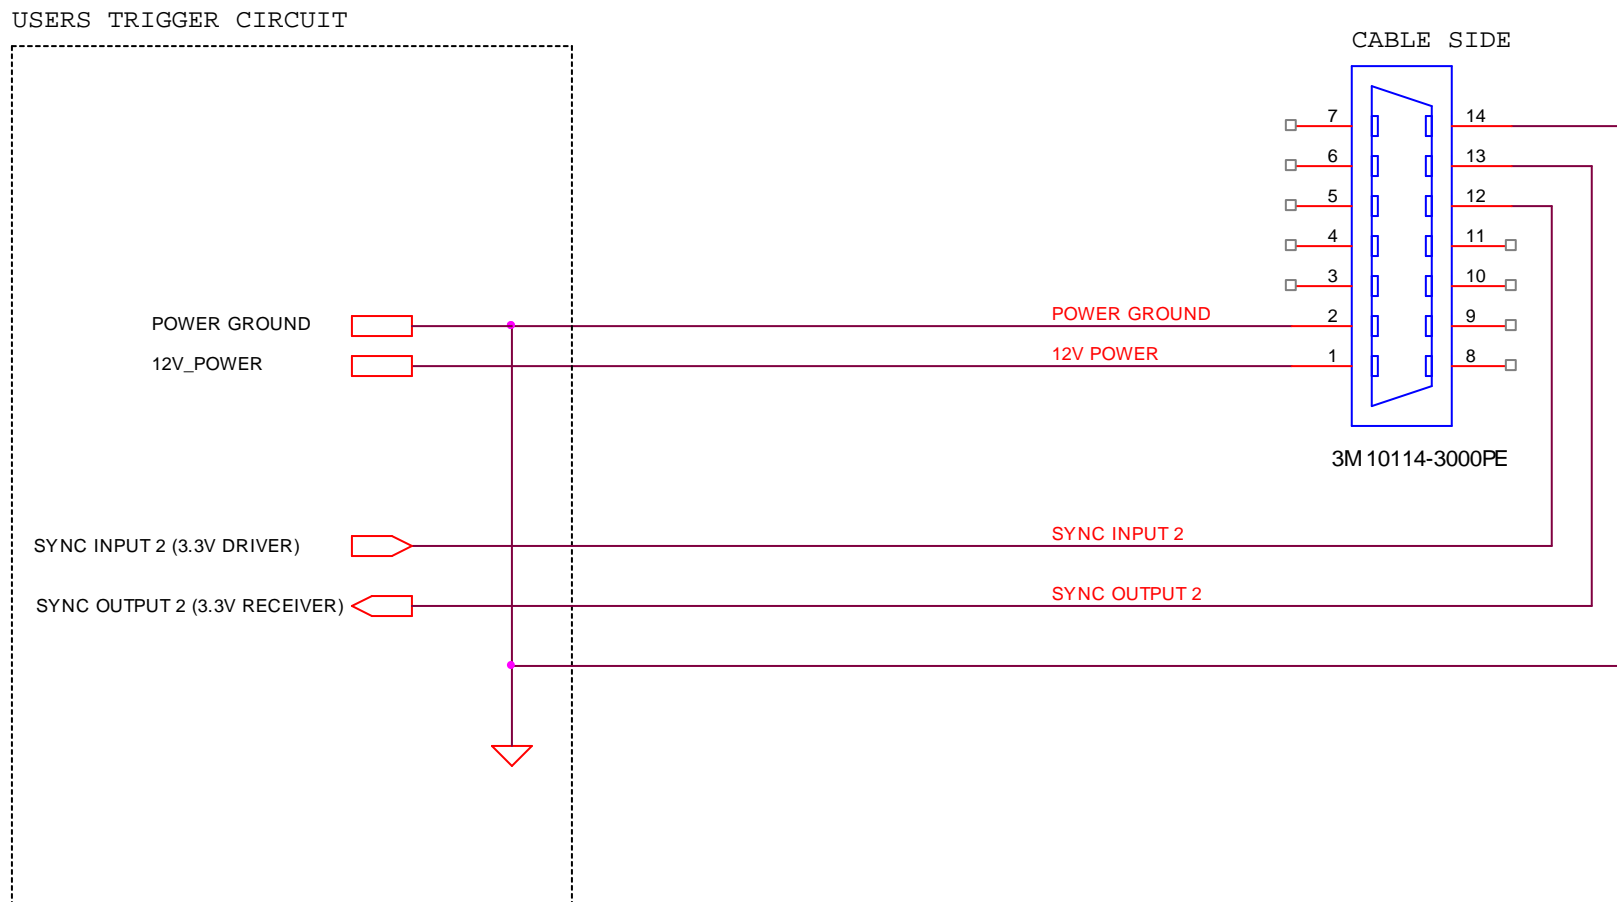 USERS TRIGGER CIRCUIT
CABLE SIDE
7 14
6 13
5 12
4 11
3 10
POWER GROUND POWER GROUND 2 9
12V_POWER 12V POWER 1 8
3M 10114-3000PE
SYNC INPUT 2 (3.3V DRIVER) SYNC INPUT 2
SYNC OUTPUT 2 (3.3V RECEIVER) SYNC OUTPUT 2